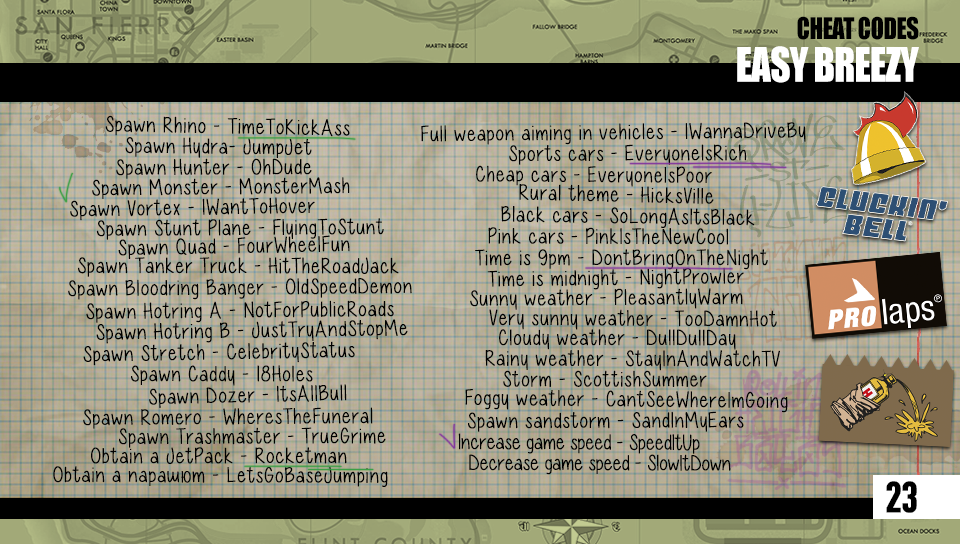 SANTA FLORA
CHINA TOWN
DOWNTOWN
SAN FIERRO
CITY HALL
QUEENS
KINGS
EASTER BASIN
FALLOW BRIDGE
MARTIN BRIDGE
HAMPTON BARNS
MONTGOMERY
THE MAKO SPAN
FREDERICK BRIDGE
CHEAT CODES
EASY BREEZY
Spawn Rhino - TimeToKickAss
Spawn Hydra- JumpJet
Spawn Hunter - OhDude
Spawn Monster - MonsterMash
Spawn Vortex - IWantToHover
Spawn Stunt Plane - FlyingToStunt
Spawn Quad - FourWheelFun
Spawn Tanker Truck - HitTheRoadJack
Spawn Bloodring Banger - OldSpeedDemon
Spawn Hotring A - NotForPublicRoads
Spawn Hotring B - JustTryAndStopMe
Spawn Stretch - CelebrityStatus
Spawn Caddy - 18Holes
Spawn Dozer - ItsAllBull
Spawn Romero - WheresTheFuneral
Spawn Trashmaster - TrueGrime
Obtain a JetPack - Rocketman
Obtain a парашют - LetsGoBaseJumping
Full weapon aiming in vehicles - IWannaDriveBy
Sports cars - EveryoneIsRich
Cheap cars - EveryoneIsPoor
Rural theme - HicksVille
Black cars - SoLongAsItsBlack
Pink cars - PinkIsTheNewCool
Time is 9pm - DontBringOnTheNight
Time is midnight - NightProwler
Sunny weather - PleasantlyWarm
Very sunny weather - TooDamnHot
Cloudy weather - DullDullDay
Rainy weather - StayInAndWatchTV
Storm - ScottishSummer
Foggy weather - CantSeeWhereImGoing
Spawn sandstorm - SandInMyEars
Increase game speed - SpeedItUp
Decrease game speed - SlowItDown
CLUCKIN'
BELL
PROlaps®
23
FLINT COUNTY
OCEAN DOCKS